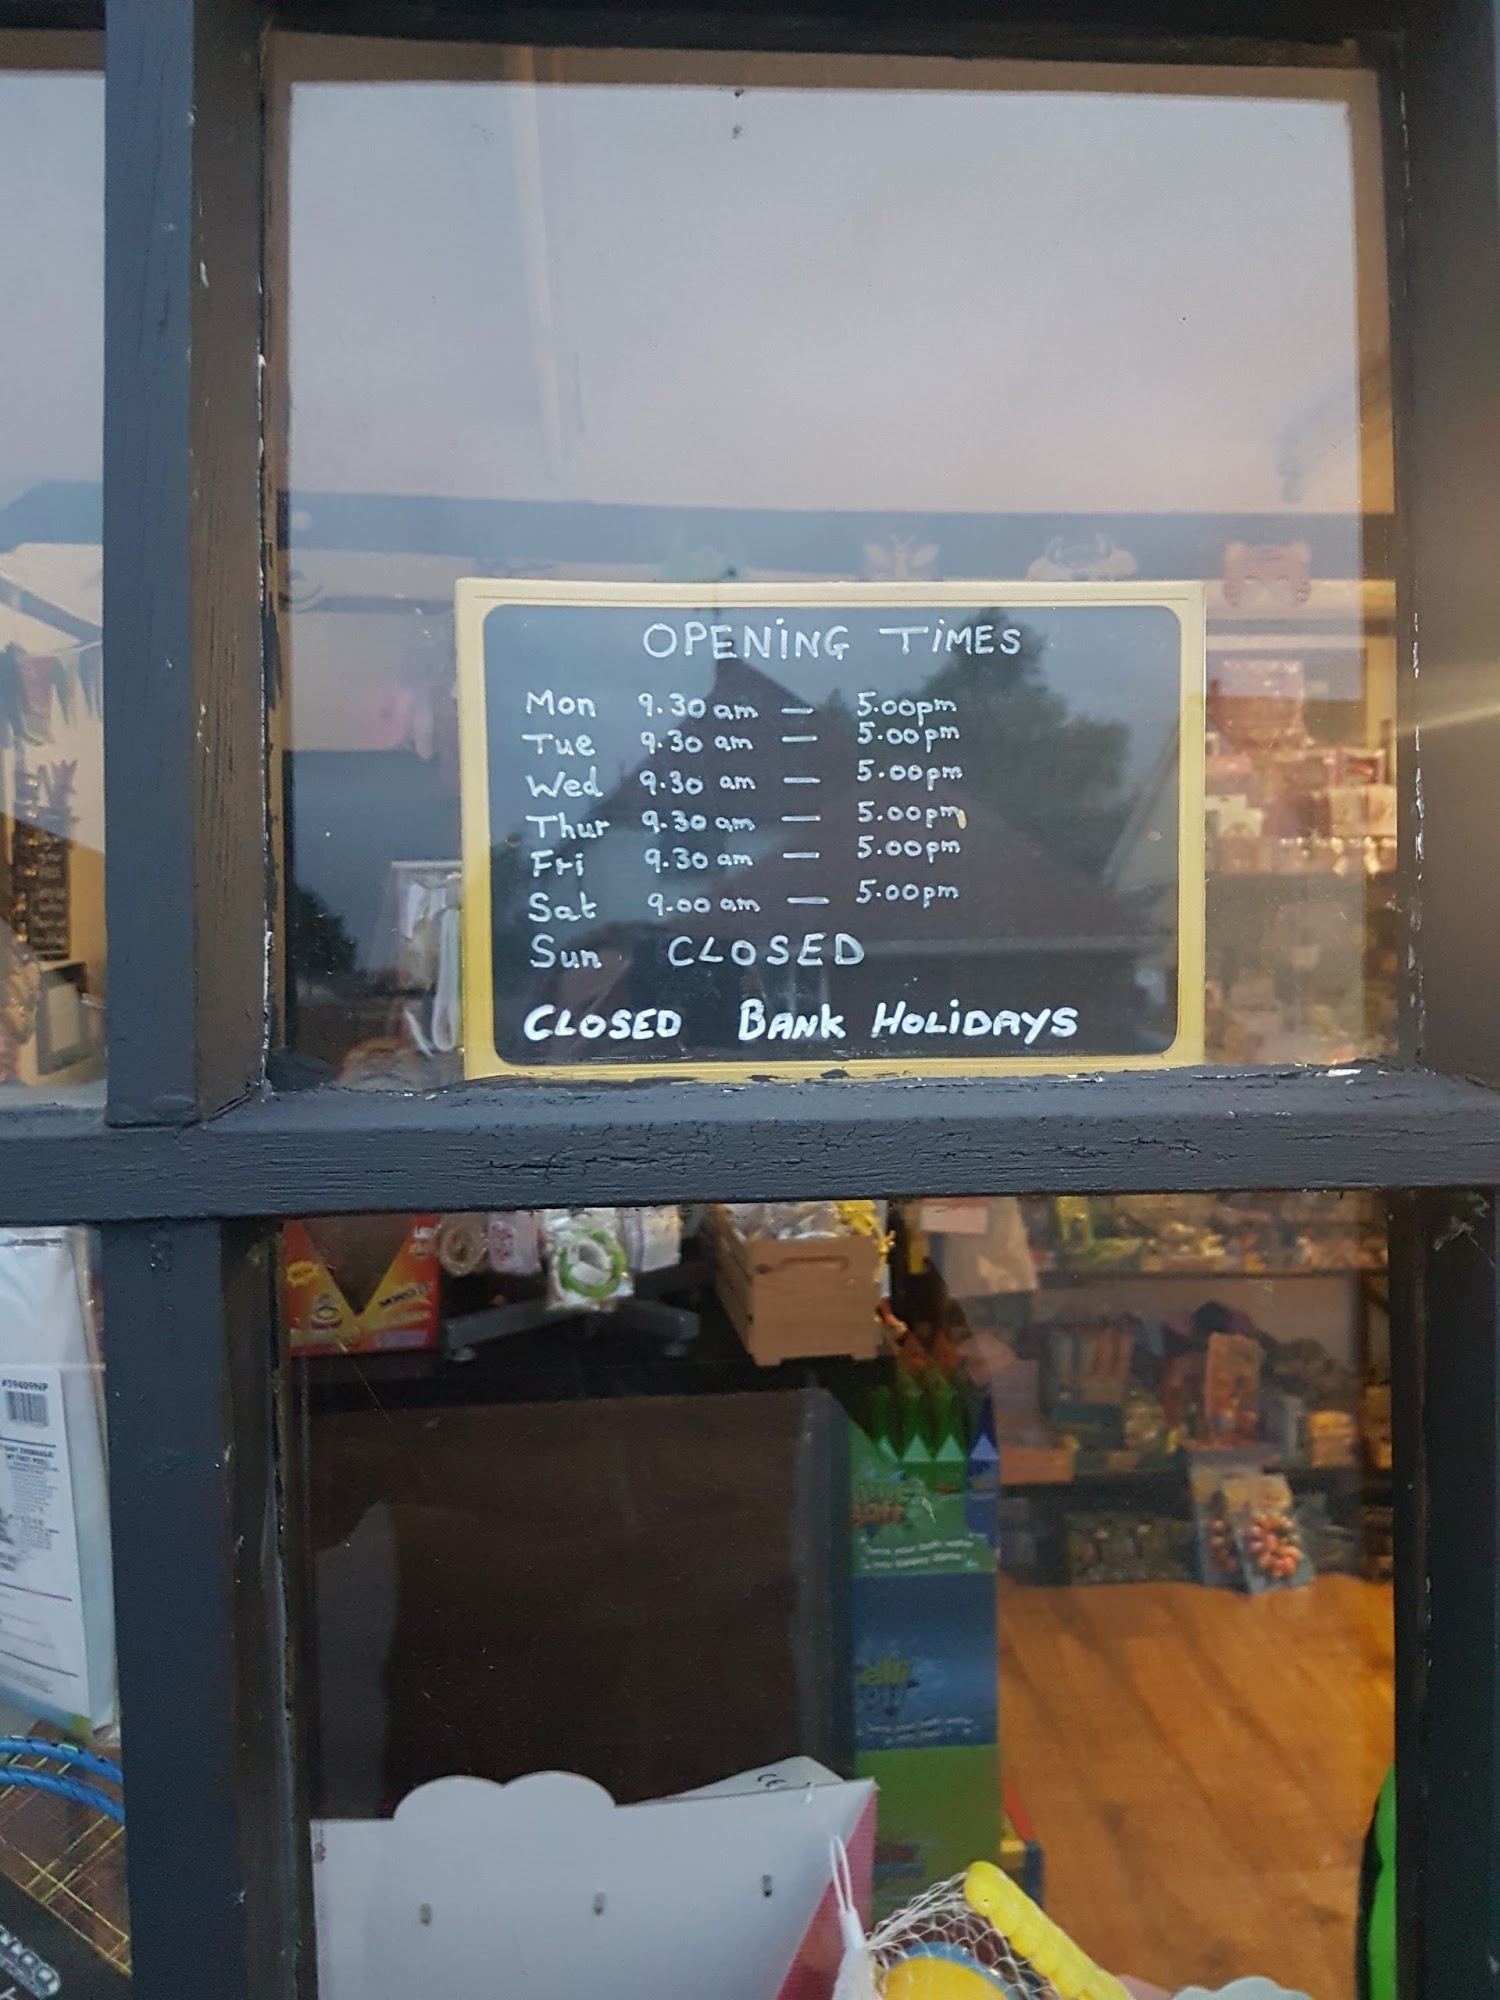 OPENING TIMES
Mon 9.30 am — 5.00pm
Tue 9.30 am — 5.00pm
Wed 9.30 am — 5.00pm
Thur 9.30 am — 5.00pm
Fri 9.30 am — 5.00pm
Sat 9.00 am — 5.00pm
Sun CLOSED
CLOSED BANK HOLIDAYS
#59409NP